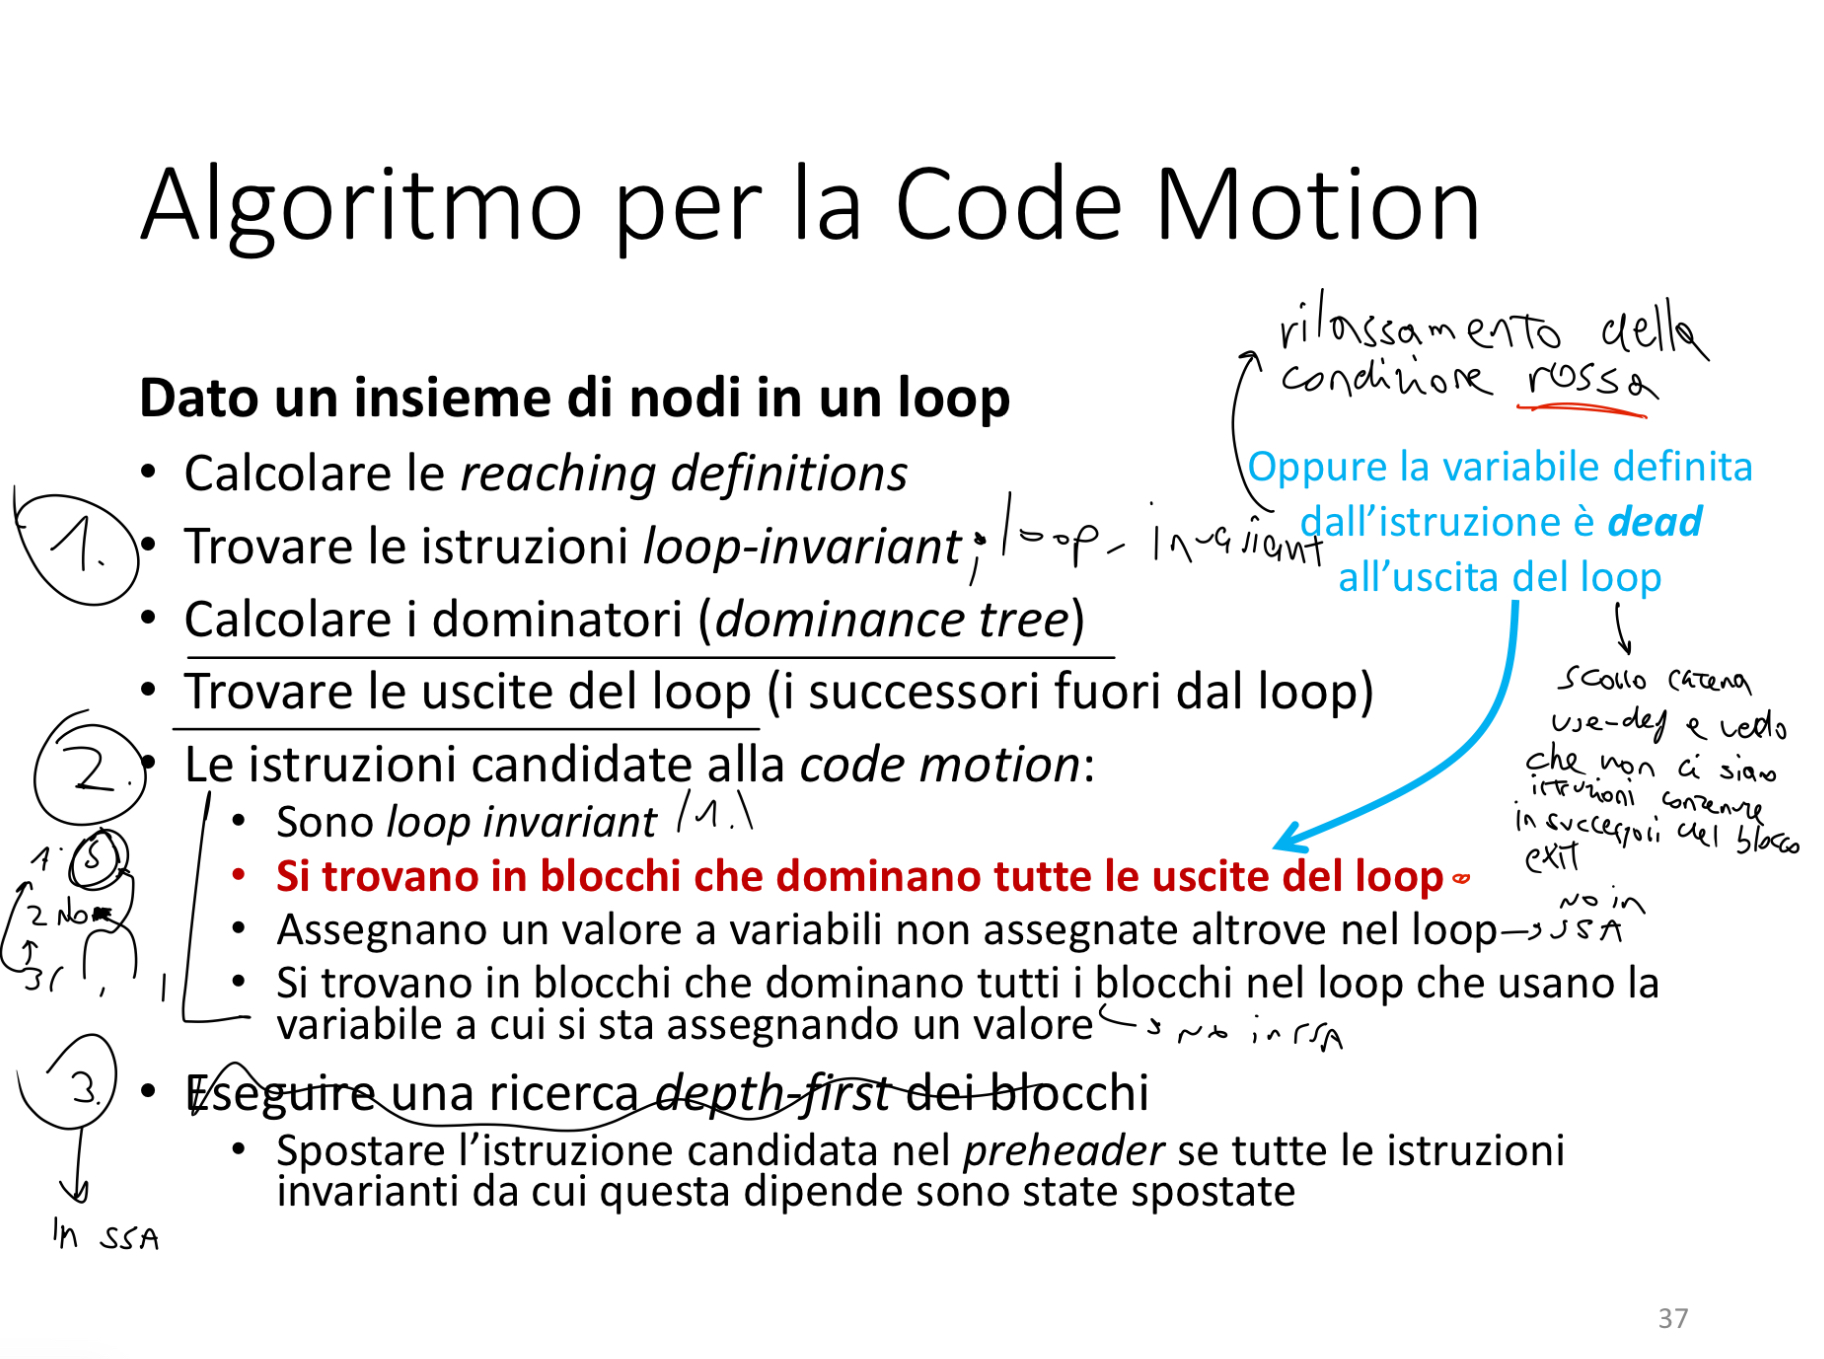 Algoritmo per la Code Motion
rilassamento della
condizione rossa
Dato un insieme di nodi in un loop
• Calcolare le reaching definitions
Oppure la variabile definita
dall'istruzione è dead
all'uscita del loop
1.
• Trovare le istruzioni loop-invariant ; loop-invariant
• Calcolare i dominatori (dominance tree)
• Trovare le uscite del loop (i successori fuori dal loop)
scollo catena
use-def e vedo
che non ci siano
istruzioni contenute
in successori del blocco
exit
2.
• Le istruzioni candidate alla code motion:
• Sono loop invariant (1.)
• Si trovano in blocchi che dominano tutte le uscite del loop
• Assegnano un valore a variabili non assegnate altrove nel loop → no in
SSA
• Si trovano in blocchi che dominano tutti i blocchi nel loop che usano la
variabile a cui si sta assegnando un valore → no in SSA
1. S
2 No
3
3.
• Eseguire una ricerca depth-first dei blocchi
• Spostare l'istruzione candidata nel preheader se tutte le istruzioni
invarianti da cui questa dipende sono state spostate
In SSA
37